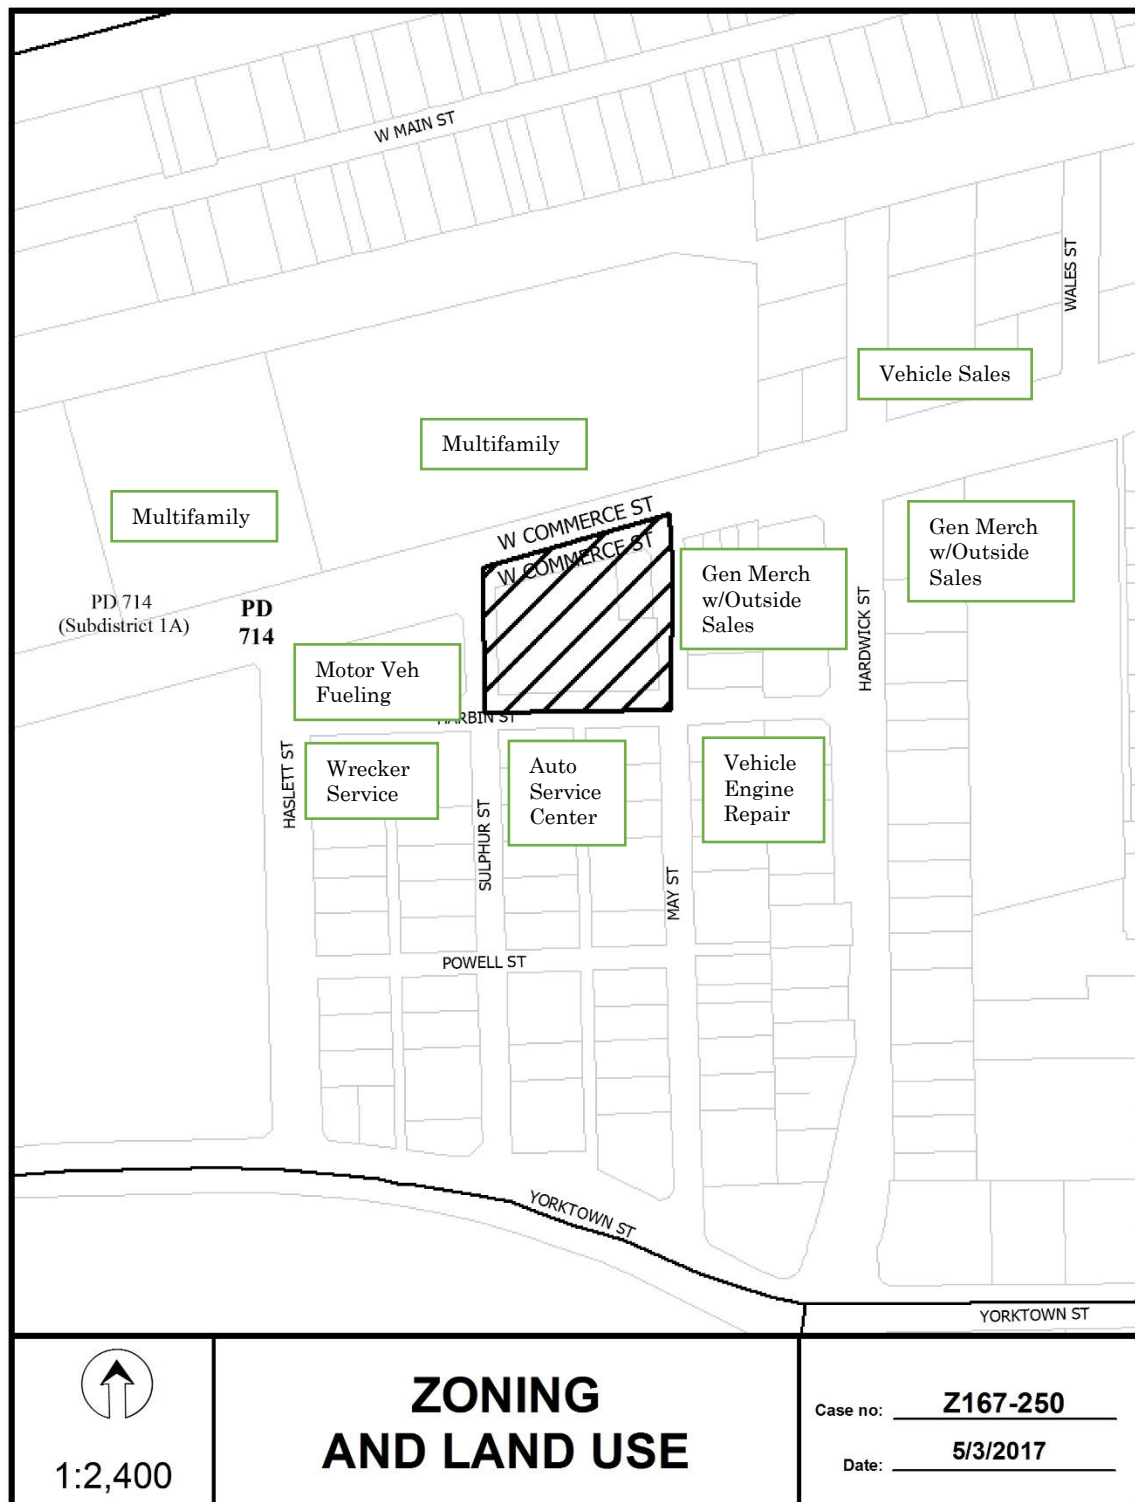 W MAIN ST
WALES ST
Vehicle Sales
Multifamily
Multifamily
W COMMERCE ST
W COMMERCE ST
Gen Merch
w/Outside
Sales
Gen Merch
w/Outside
Sales
PD 714
(Subdistrict 1A)
PD
714
HARDWICK ST
Motor Veh
Fueling
HARBIN ST
HASLETT ST
Wrecker
Service
SULPHUR ST
Auto
Service
Center
Vehicle
Engine
Repair
MAY ST
POWELL ST
YORKTOWN ST
YORKTOWN ST
1:2,400
ZONING
AND LAND USE
Case no: Z167-250
Date: 5/3/2017